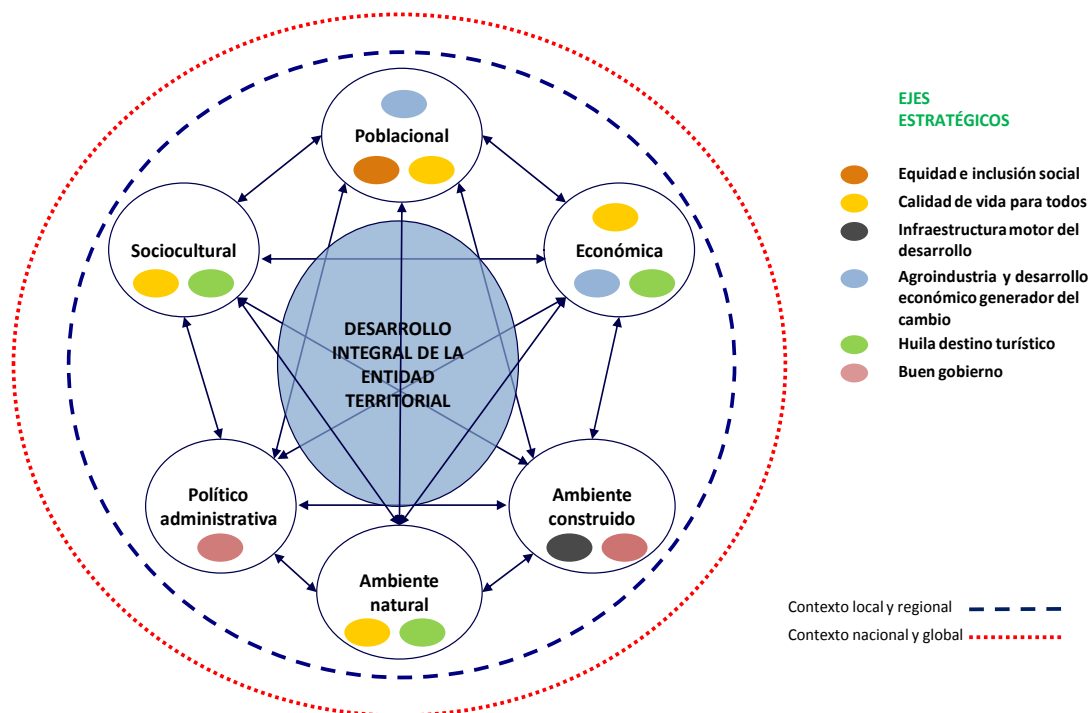 Poblacional
Sociocultural
Económica
DESARROLLO
INTEGRAL DE LA
ENTIDAD
TERRITORIAL
Político
administrativa
Ambiente
construido
Ambiente
natural
EJES
ESTRATÉGICOS
Equidad e inclusión social
Calidad de vida para todos
Infraestructura motor del
desarrollo
Agroindustria y desarrollo
económico generador del
cambio
Huila destino turístico
Buen gobierno
Contexto local y regional
Contexto nacional y global